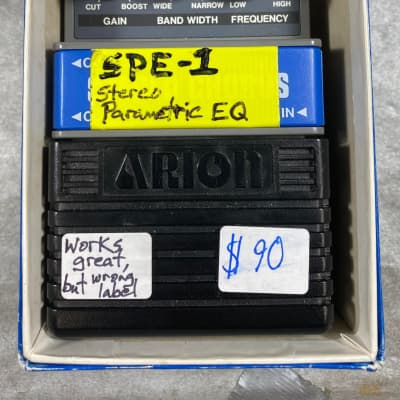 CUT BOOST WIDE NARROW LOW HIGH
GAIN BAND WIDTH FREQUENCY
SPE-1
Stereo
Parametric EQ
IN
ARION
Works
great,
but wrong
label
$90